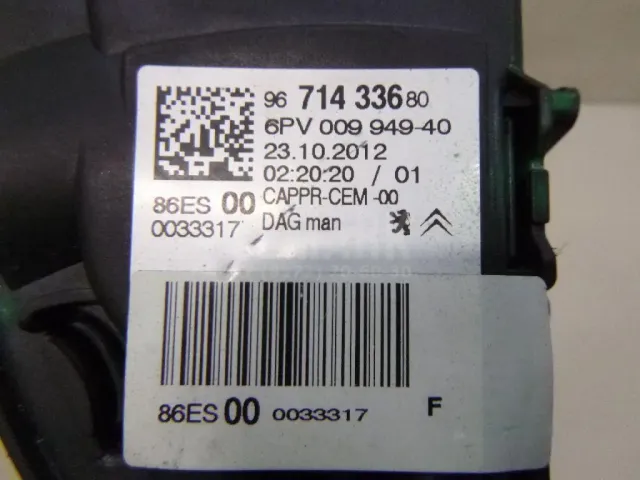 96 714 336 80
6PV 009 949-40
23.10.2012
02:20:20 / 01
CAPPR-CEM -00
DAG man
86ES 00
0033317
86ES 00 0033317 F